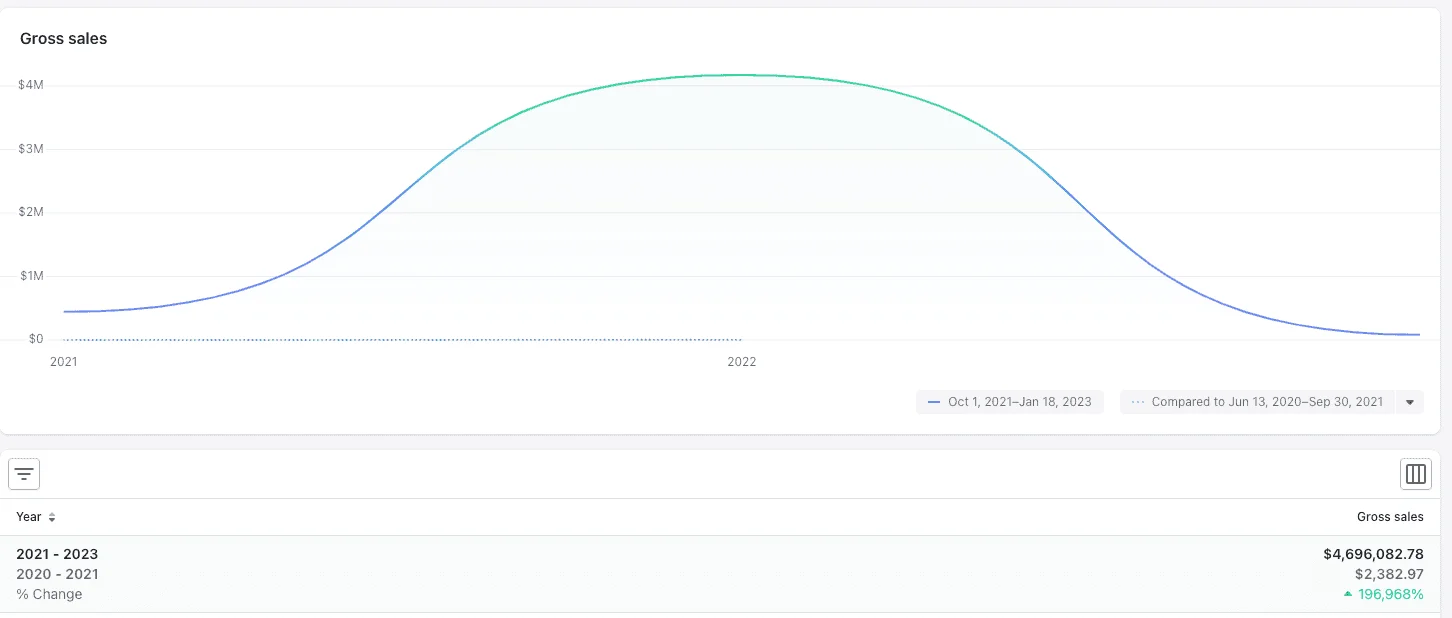 Gross sales
$4M
$3M
$2M
$1M
$0
2021 2022
Oct 1, 2021–Jan 18, 2023 Compared to Jun 13, 2020–Sep 30, 2021
Year Gross sales
2021 - 2023 $4,696,082.78
2020 - 2021 $2,382.97
% Change 196,968%